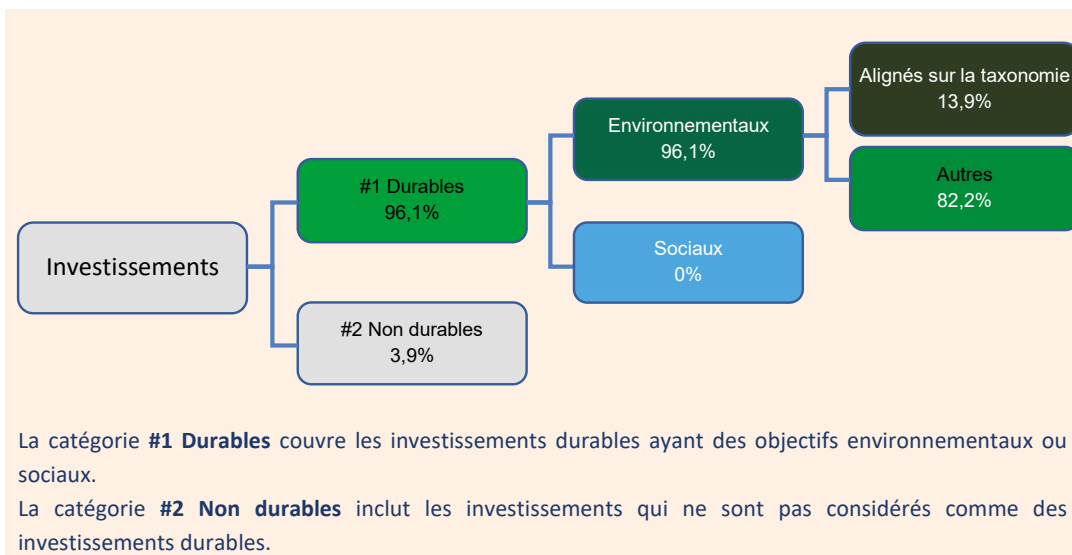 Alignés sur la taxonomie
13,9%
Environnementaux
96,1%
Autres
82,2%
#1 Durables
96,1%
Sociaux
0%
Investissements
#2 Non durables
3,9%
La catégorie #1 Durables couvre les investissements durables ayant des objectifs environnementaux ou
sociaux.
La catégorie #2 Non durables inclut les investissements qui ne sont pas considérés comme des
investissements durables.